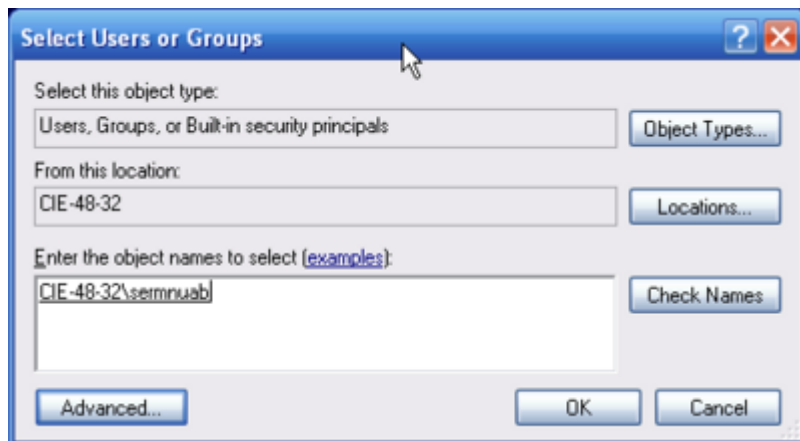 Select Users or Groups
Select this object type:
Users, Groups, or Built-in security principals
Object Types...
From this location:
CIE-48-32
Locations...
Enter the object names to select (examples):
CIE-48-32\sermnuab
Check Names
Advanced...
OK
Cancel